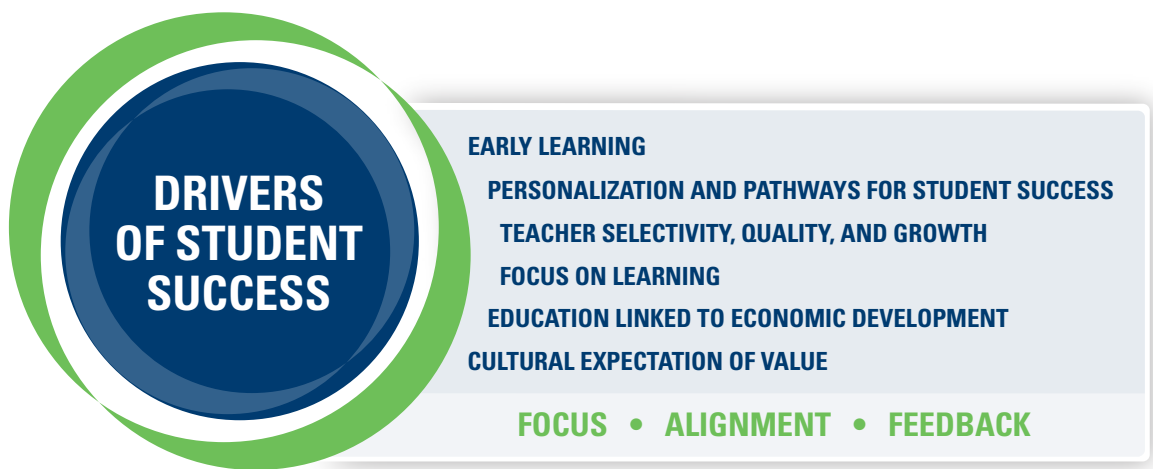 DRIVERS
OF STUDENT
SUCCESS
EARLY LEARNING
PERSONALIZATION AND PATHWAYS FOR STUDENT SUCCESS
TEACHER SELECTIVITY, QUALITY, AND GROWTH
FOCUS ON LEARNING
EDUCATION LINKED TO ECONOMIC DEVELOPMENT
CULTURAL EXPECTATION OF VALUE
FOCUS • ALIGNMENT • FEEDBACK